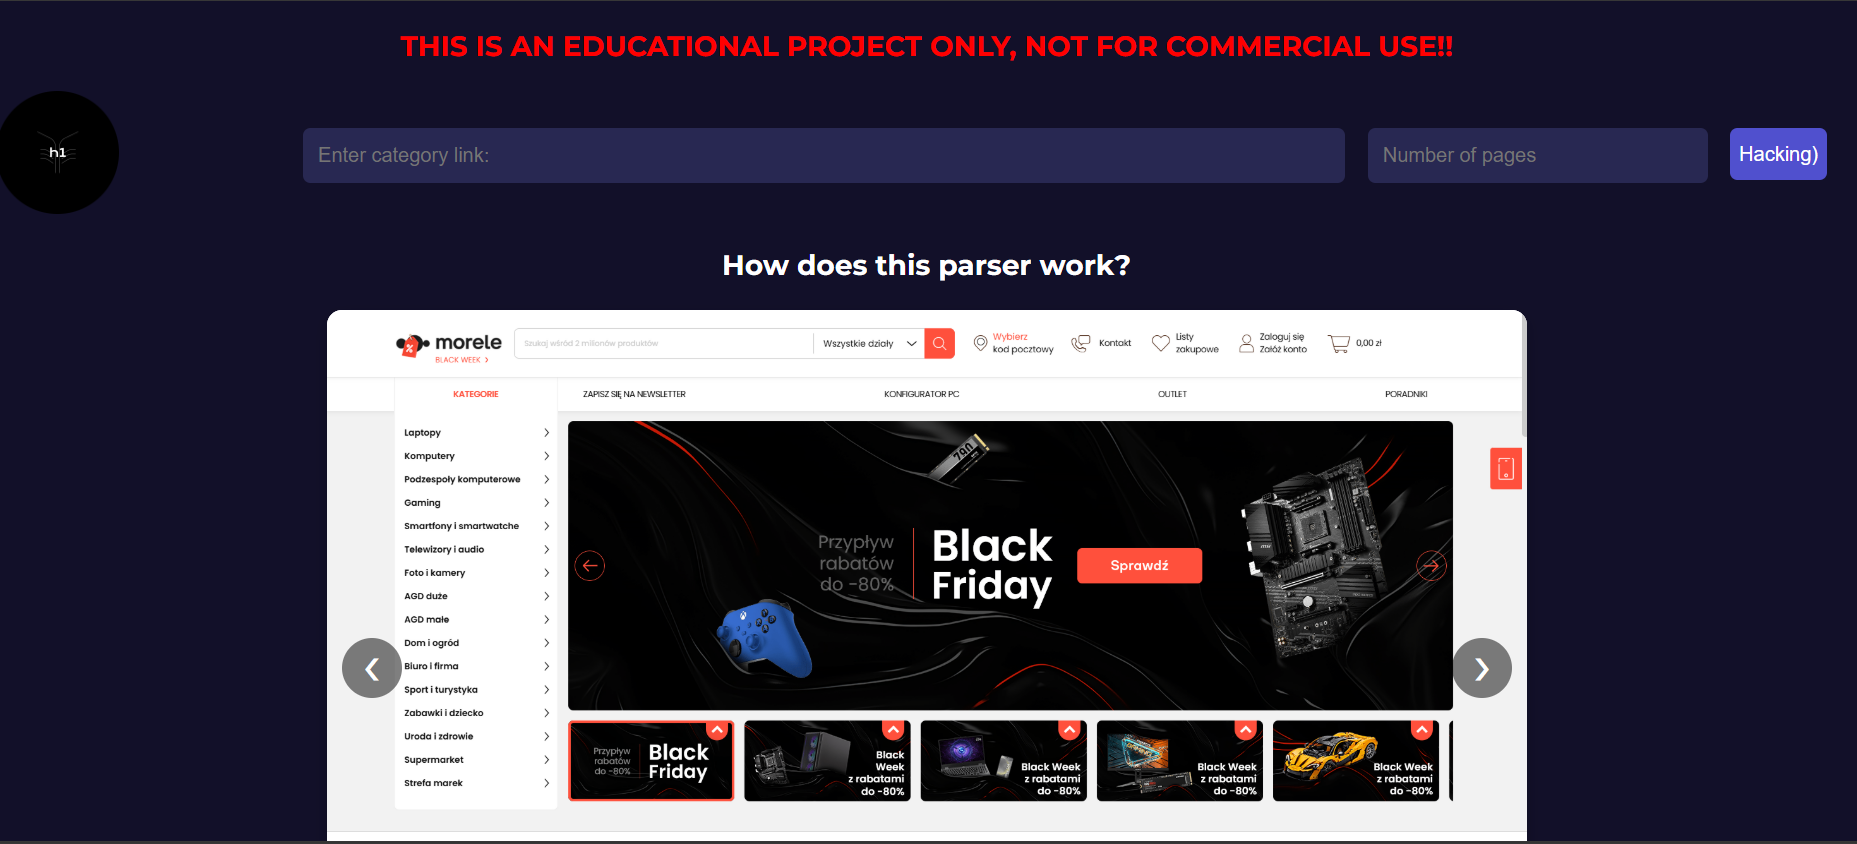 THIS IS AN EDUCATIONAL PROJECT ONLY, NOT FOR COMMERCIAL USE!!
h1
Enter category link:
Number of pages
Hacking)
How does this parser work?
morele
BLACK WEEK
Szukaj wśród 2 milionów produktów
Wszystkie działy
Wybierz
kod pocztowy
Kontakt
Listy
zakupowe
Zaloguj się
Załóż konto
0,00 zł
KATEGORIE
ZAPISZ SIĘ NA NEWSLETTER
KONFIGURATOR PC
OUTLET
PORADNIKI
Laptopy
Komputery
Podzespoły komputerowe
Gaming
Smartfony i smartwatche
Telewizory i audio
Foto i kamery
AGD duże
AGD małe
Dom i ogród
Biuro i firma
Sport i turystyka
Zabawki i dziecko
Uroda i zdrowie
Supermarket
Strefa marek
790
Przypływ
rabatów
do -80%
Black
Friday
Sprawdź
Przypływ
rabatów
do -80%
Black
Friday
Black
Week
z rabatami
do -80%
Black Week
z rabatami
do -80%
Black Week
z rabatami
do -80%
Black Week
z rabatami
do -80%